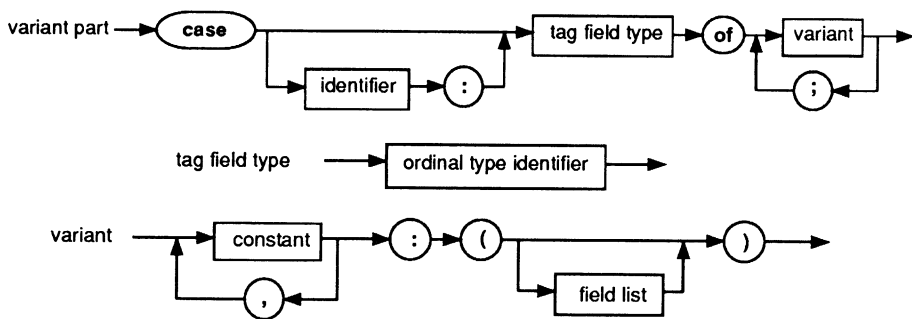 variant part case tag field type of variant
identifier : ;
tag field type ordinal type identifier
variant constant : ( )
, field list